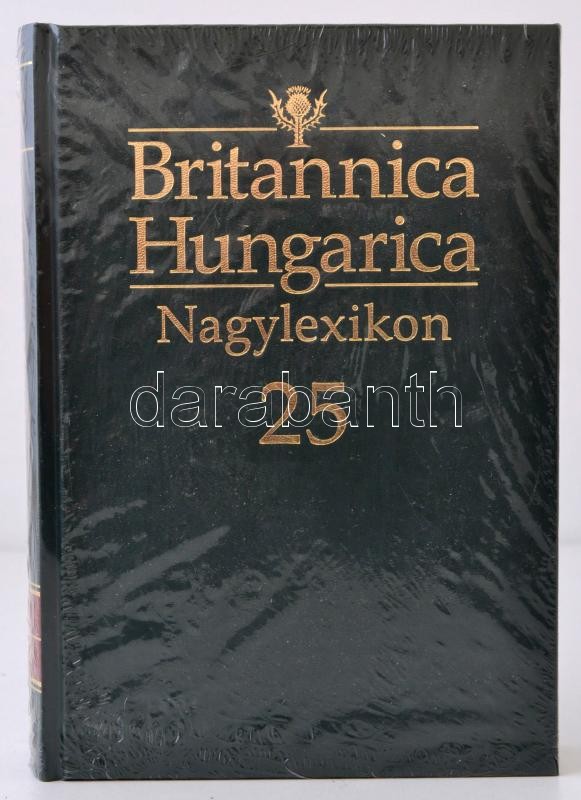 Britannica
Hungarica
Nagylexikon
25
darabanth